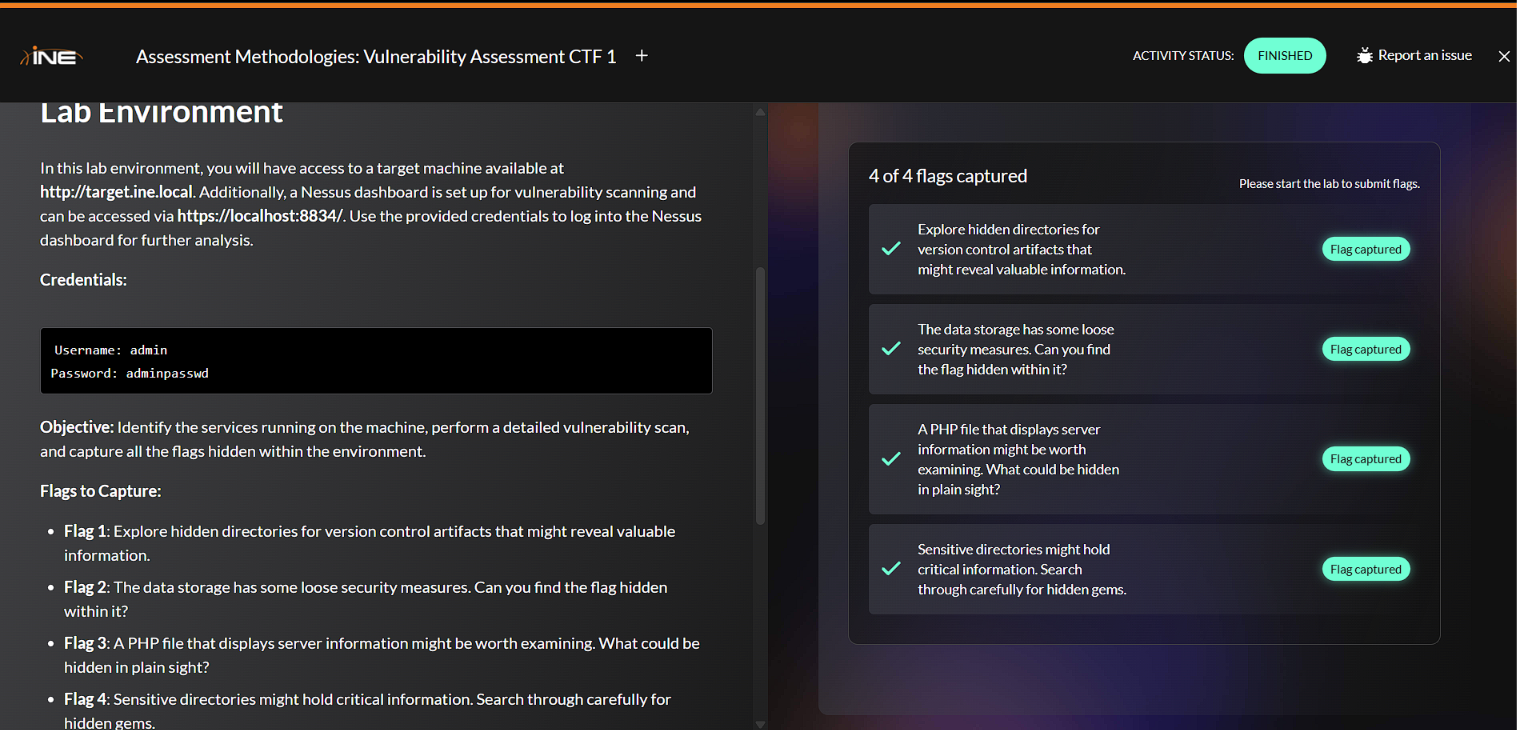 INE
Assessment Methodologies: Vulnerability Assessment CTF 1 +
ACTIVITY STATUS: FINISHED
Report an issue
Lab Environment
In this lab environment, you will have access to a target machine available at
http://target.ine.local. Additionally, a Nessus dashboard is set up for vulnerability scanning and
can be accessed via https://localhost:8834/. Use the provided credentials to log into the Nessus
dashboard for further analysis.
Credentials:
Username: admin
Password: adminpasswd
Objective: Identify the services running on the machine, perform a detailed vulnerability scan,
and capture all the flags hidden within the environment.
Flags to Capture:
• Flag 1: Explore hidden directories for version control artifacts that might reveal valuable
information.
• Flag 2: The data storage has some loose security measures. Can you find the flag hidden
within it?
• Flag 3: A PHP file that displays server information might be worth examining. What could be
hidden in plain sight?
• Flag 4: Sensitive directories might hold critical information. Search through carefully for
hidden gems.
4 of 4 flags captured
Please start the lab to submit flags.
Explore hidden directories for
version control artifacts that
might reveal valuable information.
Flag captured
The data storage has some loose
security measures. Can you find
the flag hidden within it?
Flag captured
A PHP file that displays server
information might be worth
examining. What could be hidden
in plain sight?
Flag captured
Sensitive directories might hold
critical information. Search
through carefully for hidden gems.
Flag captured